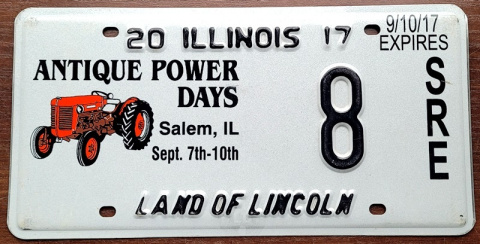 20 ILLINOIS 17
9/10/17
EXPIRES
ANTIQUE POWER
DAYS
Salem, IL
Sept. 7th-10th
8
SRE
LAND OF LINCOLN